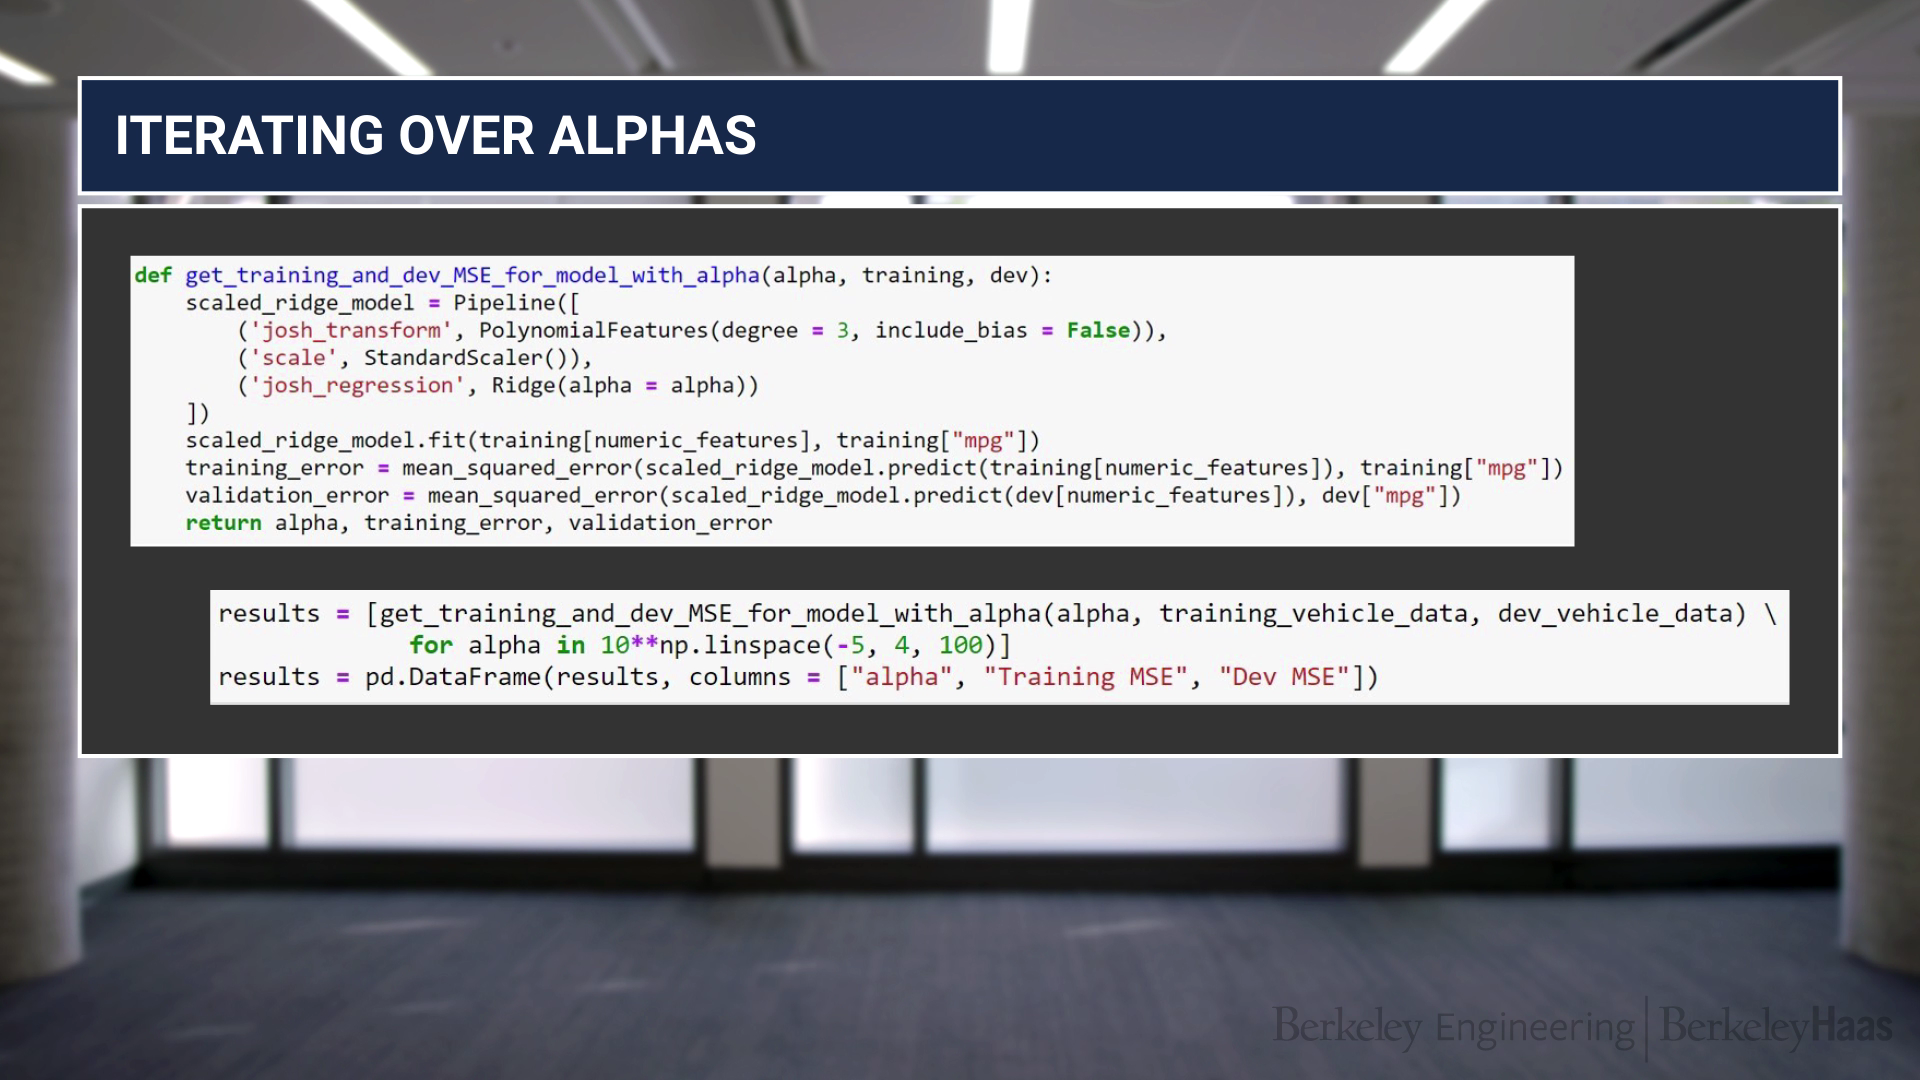 ITERATING OVER ALPHAS
def get_training_and_dev_MSE_for_model_with_alpha(alpha, training, dev):
    scaled_ridge_model = Pipeline([
        ('josh_transform', PolynomialFeatures(degree = 3, include_bias = False)),
        ('scale', StandardScaler()),
        ('josh_regression', Ridge(alpha = alpha))
    ])
    scaled_ridge_model.fit(training[numeric_features], training["mpg"])
    training_error = mean_squared_error(scaled_ridge_model.predict(training[numeric_features]), training["mpg"])
    validation_error = mean_squared_error(scaled_ridge_model.predict(dev[numeric_features]), dev["mpg"])
    return alpha, training_error, validation_error
results = [get_training_and_dev_MSE_for_model_with_alpha(alpha, training_vehicle_data, dev_vehicle_data) \
               for alpha in 10**np.linspace(-5, 4, 100)]
results = pd.DataFrame(results, columns = ["alpha", "Training MSE", "Dev MSE"])
Berkeley Engineering | BerkeleyHaas